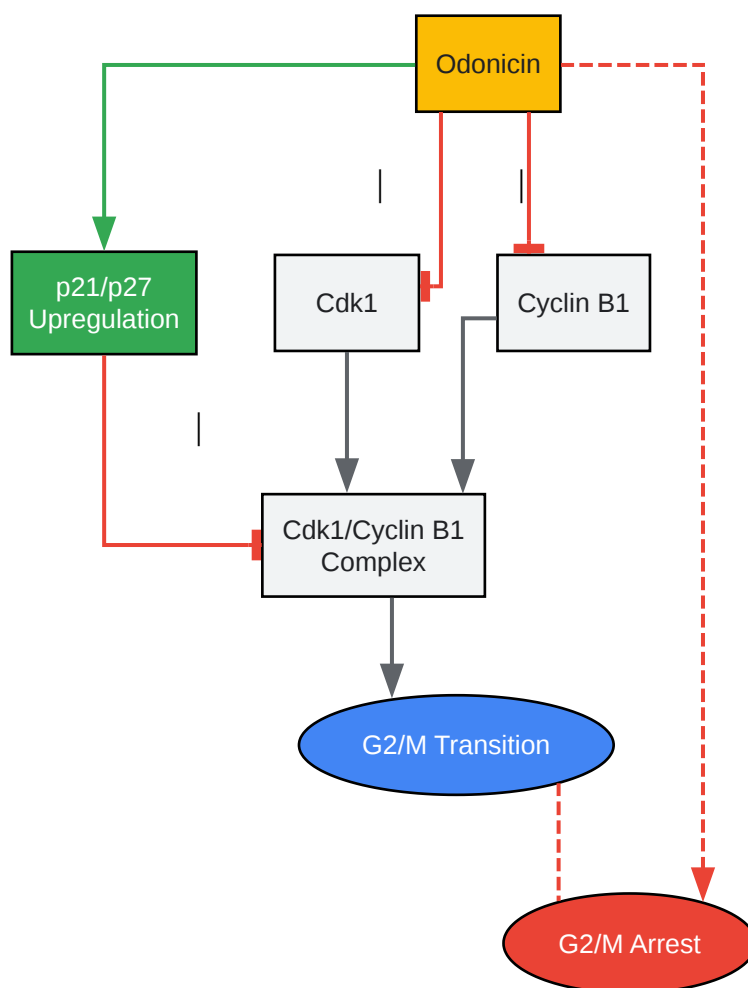 Odonicin
|
|
p21/p27
Upregulation
Cdk1
Cyclin B1
|
Cdk1/Cyclin B1
Complex
G2/M Transition
G2/M Arrest